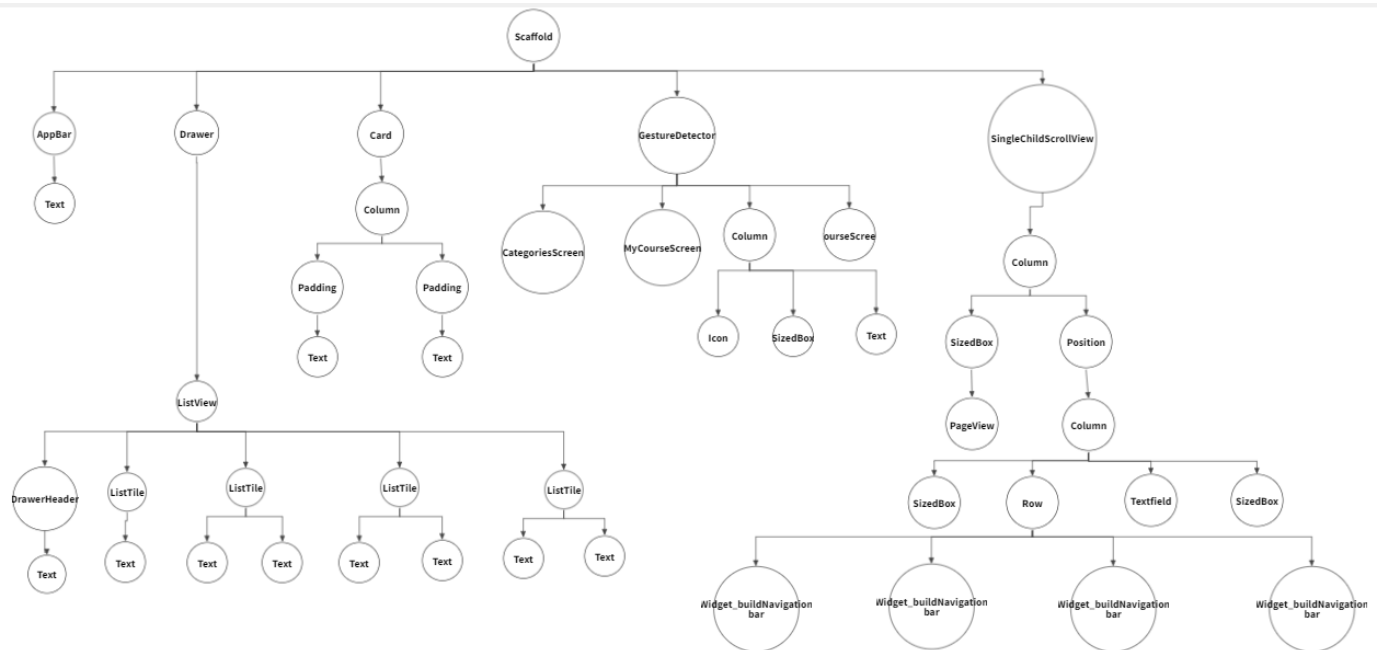 Scaffold
AppBar
Drawer
Card
GestureDetector
SingleChildScrollView
Text
Column
CategoriesScreen
MyCourseScreen
Column
ourseScree
Column
Padding
Padding
Icon
SizedBox
Text
SizedBox
Position
Text
Text
ListView
PageView
Column
DrawerHeader
ListTile
ListTile
ListTile
ListTile
SizedBox
Row
Textfield
SizedBox
Text
Text
Text
Text
Text
Text
Text
Text
Widget_buildNavigation
bar
Widget_buildNavigation
bar
Widget_buildNavigation
bar
Widget_buildNavigation
bar